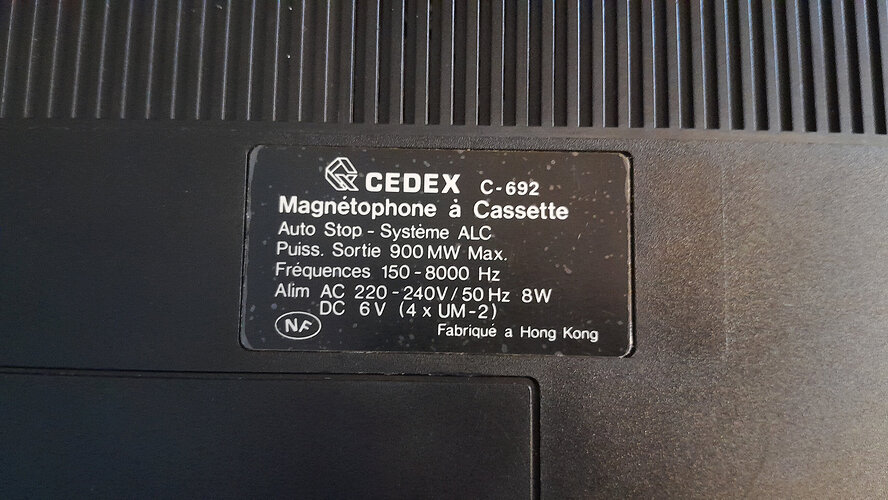 CEDEX C-692
Magnétophone à Cassette
Auto Stop - Système ALC
Puiss. Sortie 900 MW Max.
Fréquences 150 - 8000 Hz
Alim AC 220 - 240V / 50 Hz 8W
DC 6 V (4 x UM-2)
NF
Fabriqué a Hong Kong